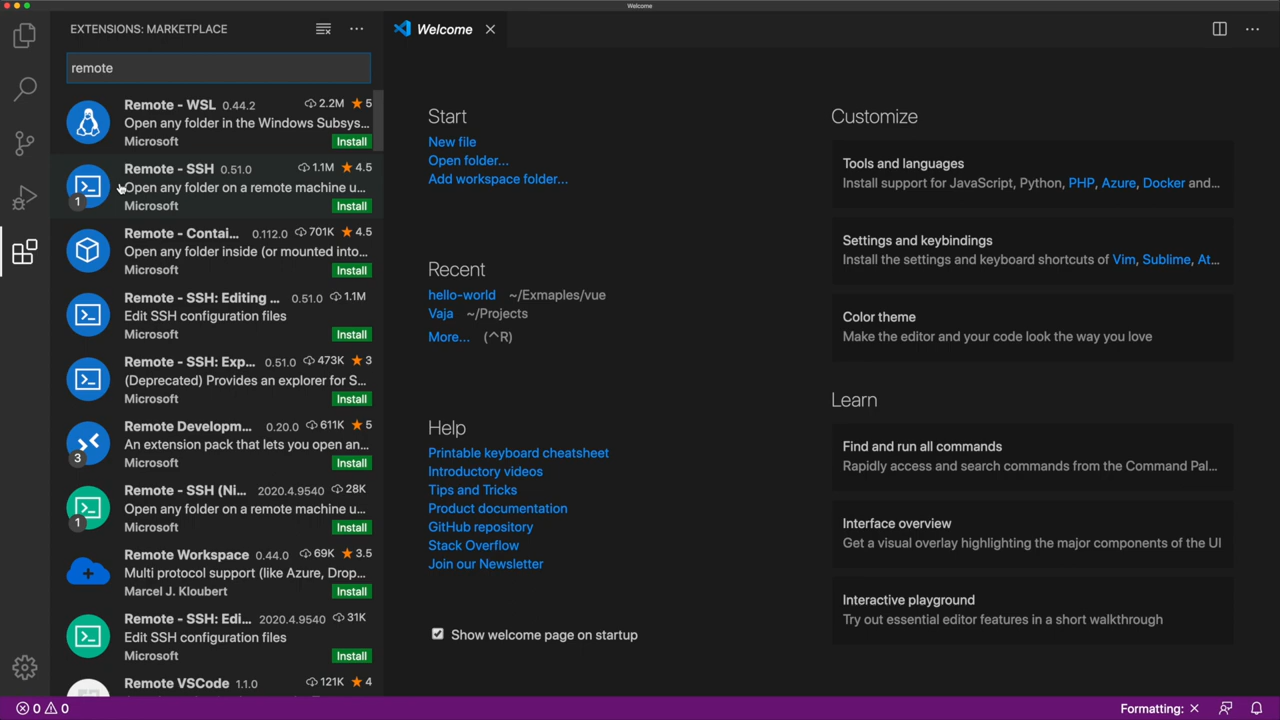 Welcome
EXTENSIONS: MARKETPLACE
remote
Remote - WSL 0.44.2 2.2M 5
Open any folder in the Windows Subsys...
Microsoft Install
Remote - SSH 0.51.0 1.1M 4.5
Open any folder on a remote machine u...
1
Microsoft Install
Remote - Contai... 0.112.0 701K 4.5
Open any folder inside (or mounted into...
Microsoft Install
Remote - SSH: Editing ... 0.51.0 1.1M
Edit SSH configuration files
Microsoft Install
Remote - SSH: Exp... 0.51.0 473K 3
(Deprecated) Provides an explorer for S...
Microsoft Install
Remote Developm... 0.20.0 611K 5
An extension pack that lets you open an...
3
Microsoft Install
Remote - SSH (Ni... 2020.4.9540 28K
Open any folder on a remote machine u...
1
Microsoft Install
Remote Workspace 0.44.0 69K 3.5
Multi protocol support (like Azure, Drop...
Marcel J. Kloubert Install
Remote - SSH: Edi... 2020.4.9540 31K
Edit SSH configuration files
Microsoft Install
Remote VSCode 1.1.0 121K 4
Welcome
Start
New file
Open folder...
Add workspace folder...
Recent
hello-world ~/Exmaples/vue
Vaja ~/Projects
More... (^R)
Help
Printable keyboard cheatsheet
Introductory videos
Tips and Tricks
Product documentation
GitHub repository
Stack Overflow
Join our Newsletter
Show welcome page on startup
Customize
Tools and languages
Install support for JavaScript, Python, PHP, Azure, Docker and...
Settings and keybindings
Install the settings and keyboard shortcuts of Vim, Sublime, At...
Color theme
Make the editor and your code look the way you love
Learn
Find and run all commands
Rapidly access and search commands from the Command Pal...
Interface overview
Get a visual overlay highlighting the major components of the UI
Interactive playground
Try out essential editor features in a short walkthrough
0 0
Formatting: ×